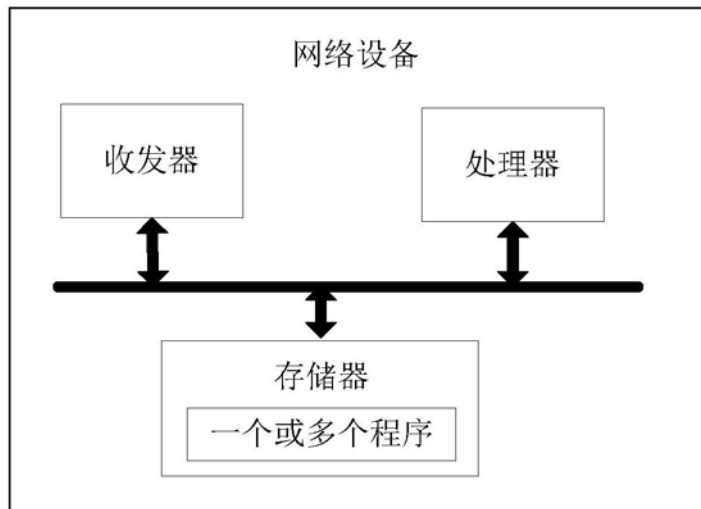 网络设备
收发器
处理器
存储器
一个或多个程序